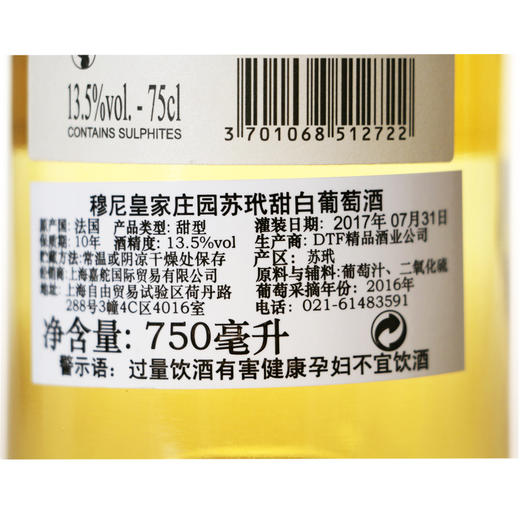 13.5%vol. - 75cl
CONTAINS SULPHITES
3 701068 512722
穆尼皇家庄园苏玳甜白葡萄酒
原产国: 法国 产品类型: 甜型
保质期: 10年 酒精度: 13.5%vol
贮藏方法: 常温或阴凉干燥处保存
经销商: 上海嘉舵国际贸易有限公司
地址: 上海自由贸易试验区荷丹路
288号3幢4C区4016室
灌装日期: 2017年07月31日
生产商: DTF精品酒业公司
产区: 苏玳
原料与辅料: 葡萄汁、二氧化硫
葡萄采摘年份: 2016年
电话: 021-61483591
净含量: 750毫升
警示语: 过量饮酒有害健康孕妇不宜饮酒